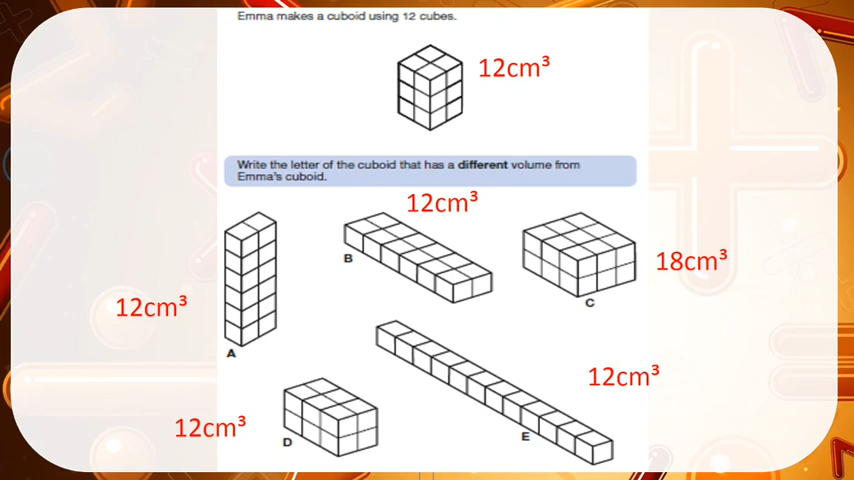 Emma makes a cuboid using 12 cubes.
12cm³
Write the letter of the cuboid that has a different volume from
Emma's cuboid.
12cm³
B
18cm³
C
12cm³
A
12cm³
E
12cm³
D